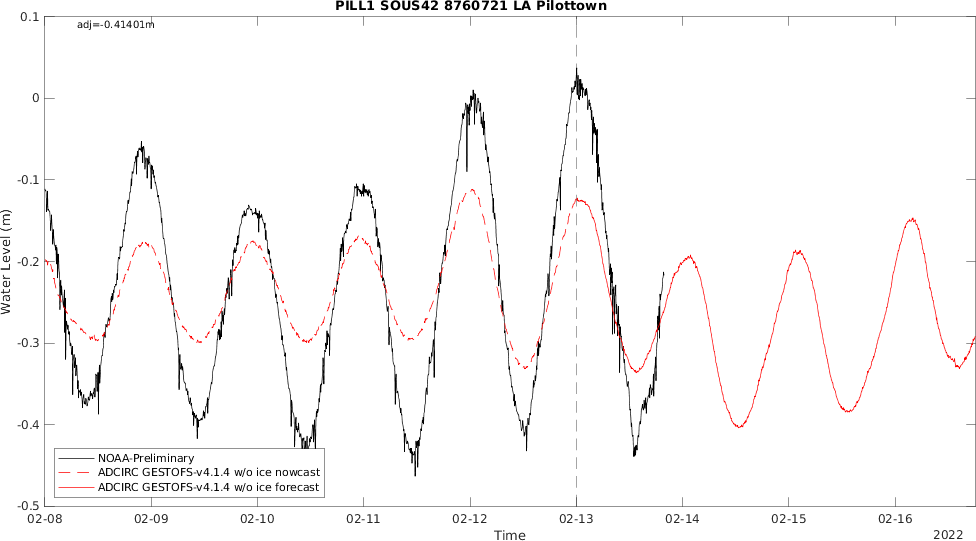 PILL1 SOUS42 8760721 LA Pilottown
adj=-0.41401m
0.1
0
-0.1
-0.2
-0.3
-0.4
-0.5
Water Level (m)
NOAA-Preliminary
ADCIRC GESTOFS-v4.1.4 w/o ice nowcast
ADCIRC GESTOFS-v4.1.4 w/o ice forecast
02-08 02-09 02-10 02-11 02-12 02-13 02-14 02-15 02-16
Time
2022